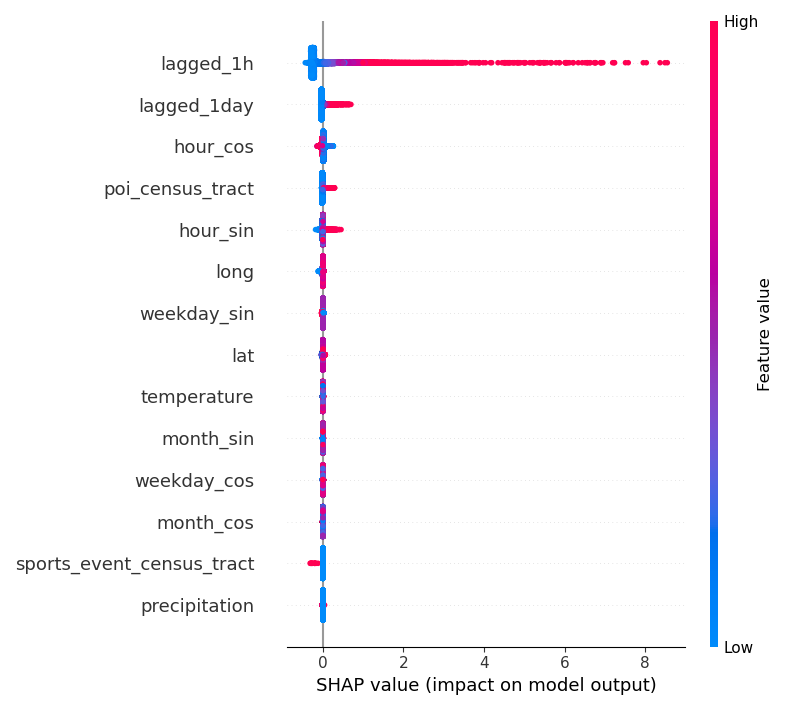 High
lagged_1h
lagged_1day
hour_cos
poi_census_tract
hour_sin
long
weekday_sin
lat
temperature
month_sin
weekday_cos
month_cos
sports_event_census_tract
precipitation
Feature value
Low
0 2 4 6 8
SHAP value (impact on model output)